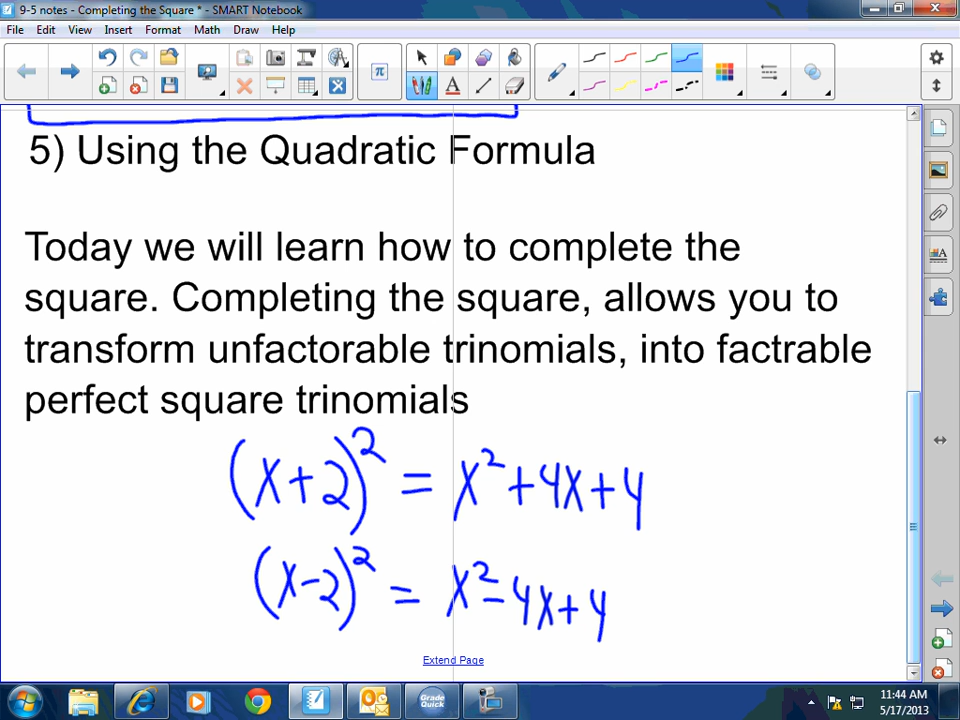 9-5 notes - Completing the Square * - SMART Notebook
File Edit View Insert Format Math Draw Help
π
A
A
5) Using the Quadratic Formula
Today we will learn how to complete the
square. Completing the square, allows you to
transform unfactorable trinomials, into factrable
perfect square trinomials
(x+2)² = x²+4x+4
(x-2)² = x²-4x+4
Extend Page
Grade Quick
11:44 AM
5/17/2013